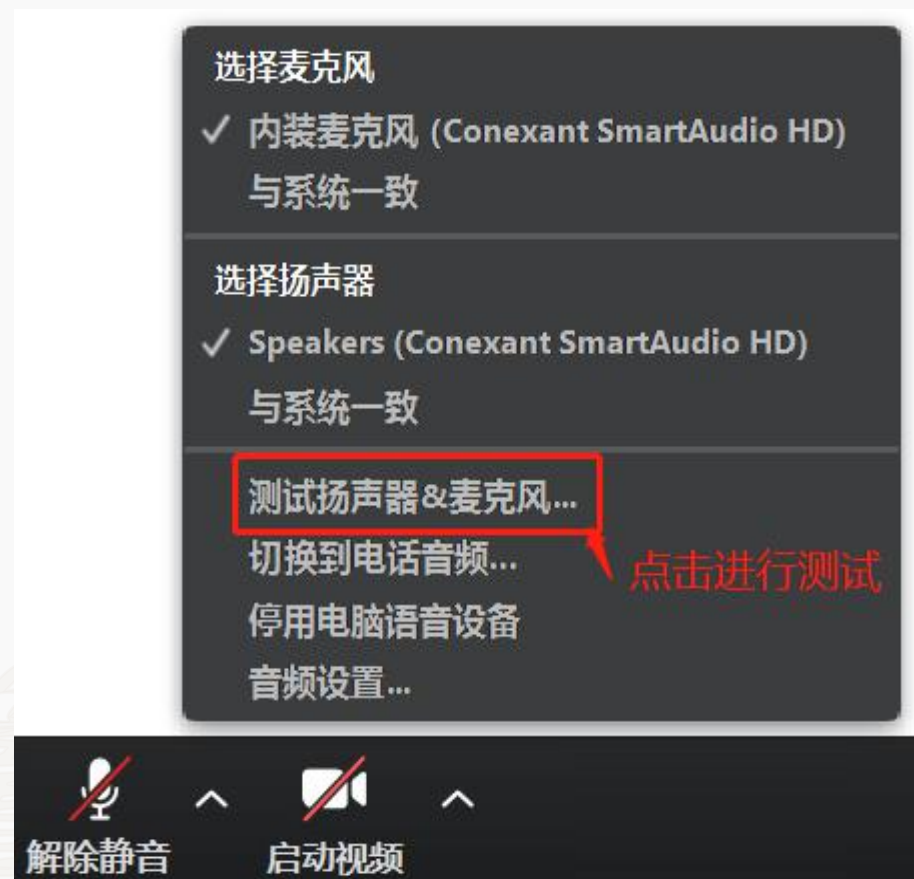 选择麦克风
内装麦克风 (Conexant SmartAudio HD)
与系统一致
选择扬声器
Speakers (Conexant SmartAudio HD)
与系统一致
测试扬声器&麦克风...
切换到电话音频...
点击进行测试
停用电脑语音设备
音频设置...
解除静音 启动视频